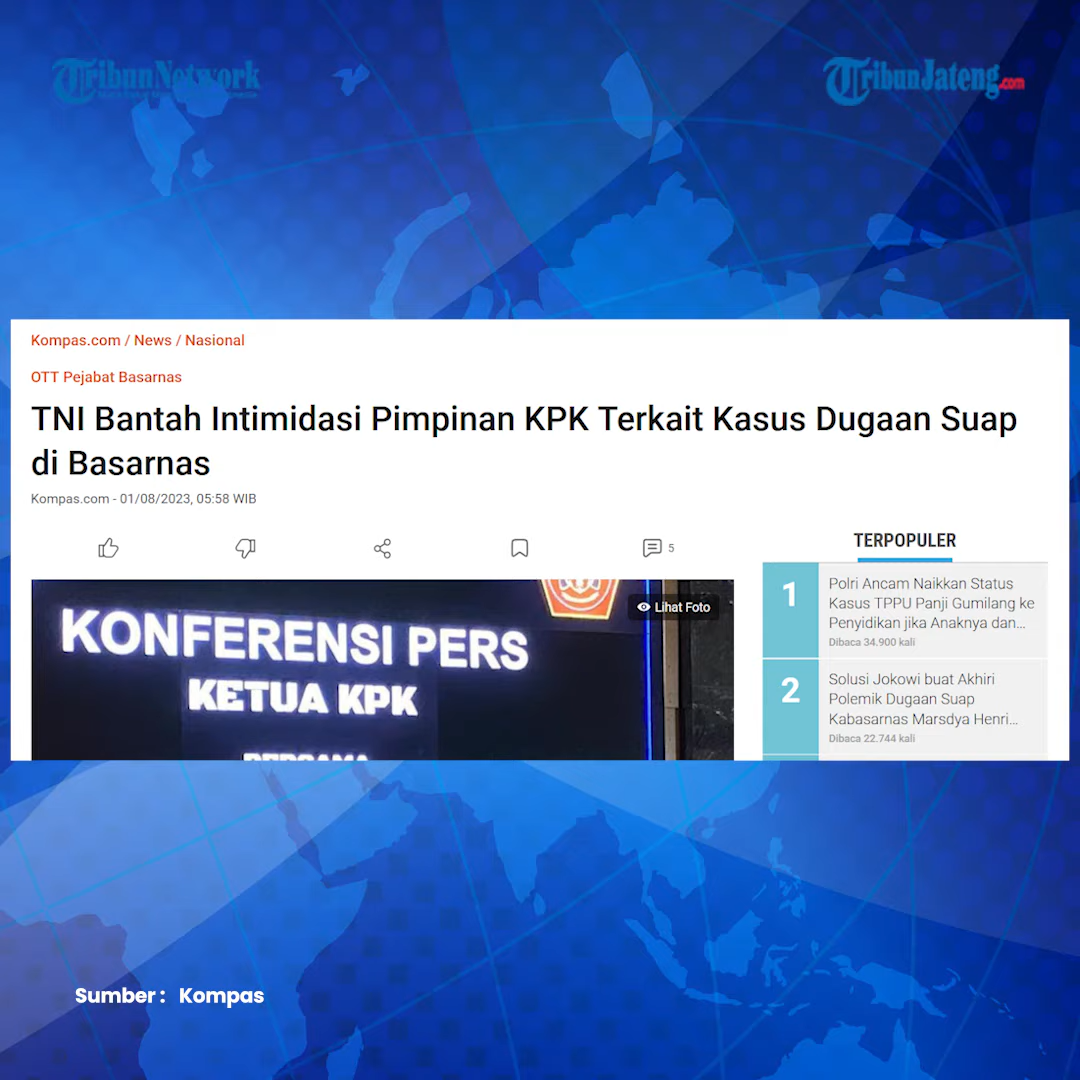 TribunNetwork
TribunJateng.com
Kompas.com / News / Nasional
OTT Pejabat Basarnas
TNI Bantah Intimidasi Pimpinan KPK Terkait Kasus Dugaan Suap
di Basarnas
Kompas.com - 01/08/2023, 05:58 WIB
5
TERPOPULER
Lihat Foto
KONFERENSI PERS
KETUA KPK
BERSAMA
1
Polri Ancam Naikkan Status
Kasus TPPU Panji Gumilang ke
Penyidikan jika Anaknya dan...
Dibaca 34.900 kali
2
Solusi Jokowi buat Akhiri
Polemik Dugaan Suap
Kabasarnas Marsdya Henri...
Dibaca 22.744 kali
Sumber : Kompas